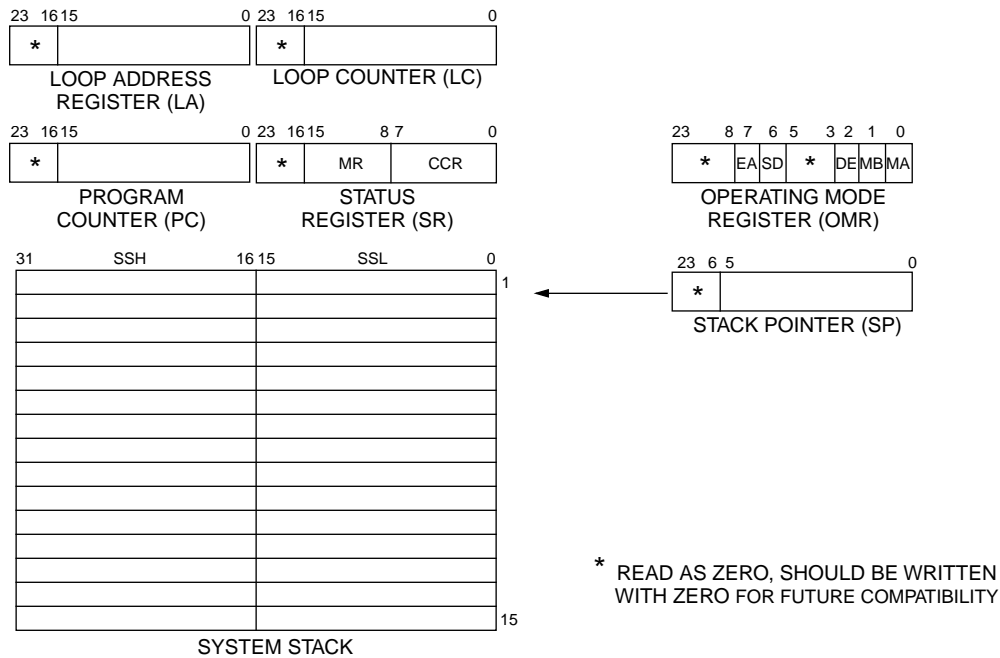 23 16 15 0 23 16 15 0
* *
LOOP ADDRESS
REGISTER (LA)
LOOP COUNTER (LC)
23 16 15 0 23 16 15 8 7 0
* * MR CCR
PROGRAM
COUNTER (PC)
STATUS
REGISTER (SR)
23 8 7 6 5 3 2 1 0
* EA SD * DE MB MA
OPERATING MODE
REGISTER (OMR)
31 SSH 16 15 SSL 0
1
15
SYSTEM STACK
23 6 5 0
*
STACK POINTER (SP)
* READ AS ZERO, SHOULD BE WRITTEN
WITH ZERO FOR FUTURE COMPATIBILITY